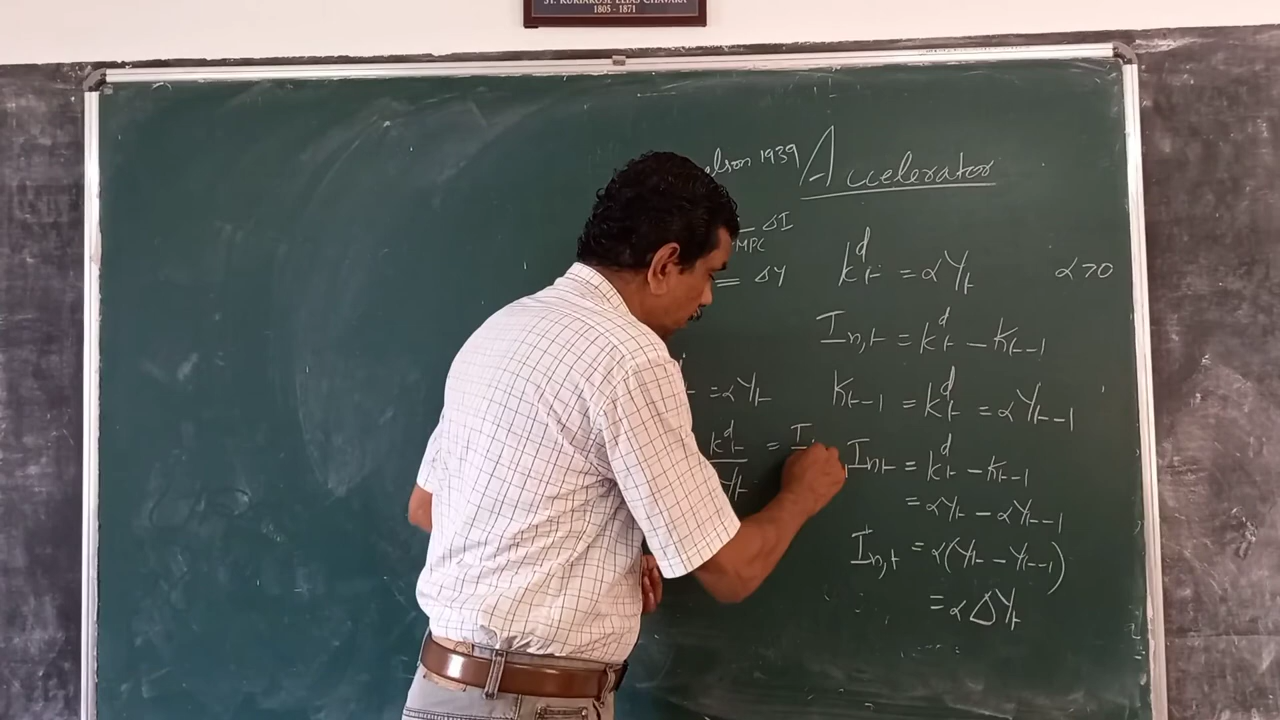 ST. KURIAKOSE ELIAS CHAVARA
1805 - 1871
elson 1939
Accelerator
ΔI
MPC
= ΔY
K^d_t = αY_t α>0
I_n,t = K^d_t - K_t-1
= αY_t
K_t-1 = K^d_t = αY_t-1
K^d_t = I
Y_t
I_nt = K^d_t - K_t-1
= αY_t - αY_t-1
I_n,t = α(Y_t - Y_t-1)
= αΔY_t